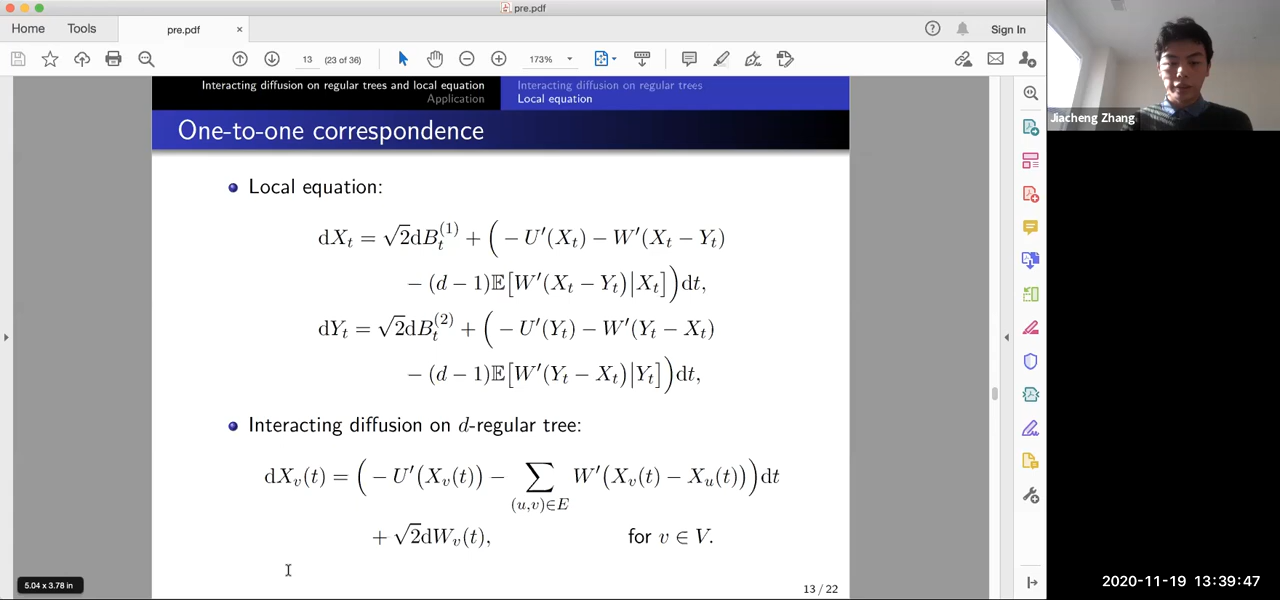 pre.pdf
Home Tools pre.pdf × Sign In
13 (23 of 36) 173%
Interacting diffusion on regular trees and local equation Interacting diffusion on regular trees
Application Local equation
One-to-one correspondence
Local equation:
dX_t = √2dB_t^{(1)} + ( − U′(X_t) − W′(X_t − Y_t)
− (d − 1)𝔼[W′(X_t − Y_t)|X_t])dt,
dY_t = √2dB_t^{(2)} + ( − U′(Y_t) − W′(Y_t − X_t)
− (d − 1)𝔼[W′(Y_t − X_t)|Y_t])dt,
Interacting diffusion on d-regular tree:
dX_v(t) = ( − U′(X_v(t)) − ∑_{(u,v)∈E} W′(X_v(t) − X_u(t)))dt
+ √2dW_v(t), for v ∈ V.
5.04 x 3.78 in
13 / 22
Jiacheng Zhang
2020-11-19 13:39:47